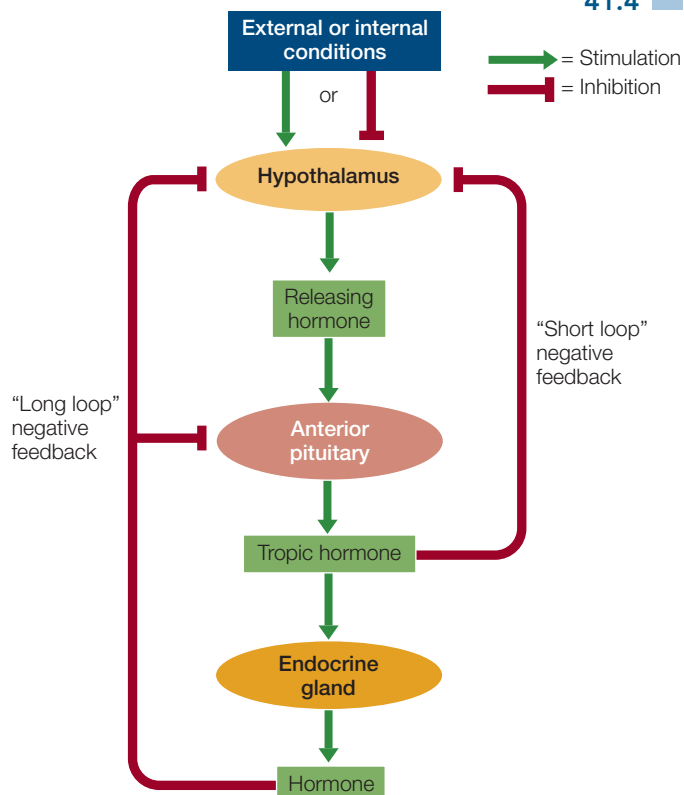 41.4
External or internal
conditions
= Stimulation
or
= Inhibition
Hypothalamus
Releasing
hormone
“Short loop”
negative
feedback
“Long loop”
negative
feedback
Anterior
pituitary
Tropic hormone
Endocrine
gland
Hormone